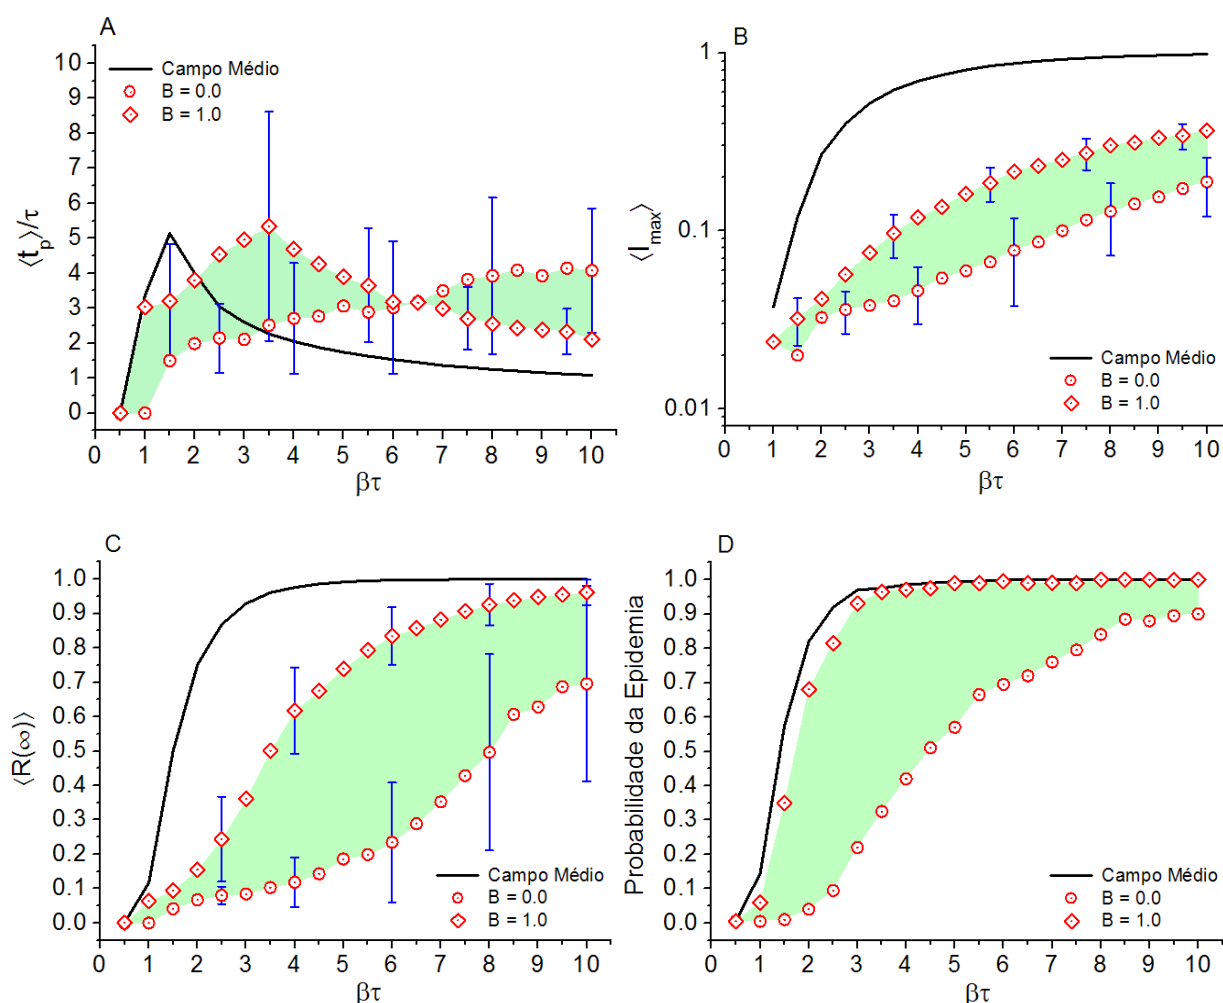 A
Campo Médio
B = 0.0
B = 1.0
10
9
8
7
6
5
4
3
2
1
0
⟨t_p⟩/τ
0 1 2 3 4 5 6 7 8 9 10
βτ
B
1
0.1
0.01
⟨I_max⟩
Campo Médio
B = 0.0
B = 1.0
0 1 2 3 4 5 6 7 8 9 10
βτ
C
1.0
0.9
0.8
0.7
0.6
0.5
0.4
0.3
0.2
0.1
0.0
⟨R(∞)⟩
Campo Médio
B = 0.0
B = 1.0
0 1 2 3 4 5 6 7 8 9 10
βτ
D
1.0
0.9
0.8
0.7
0.6
0.5
0.4
0.3
0.2
0.1
0.0
Probabilidade da Epidemia
Campo Médio
B = 0.0
B = 1.0
0 1 2 3 4 5 6 7 8 9 10
βτ